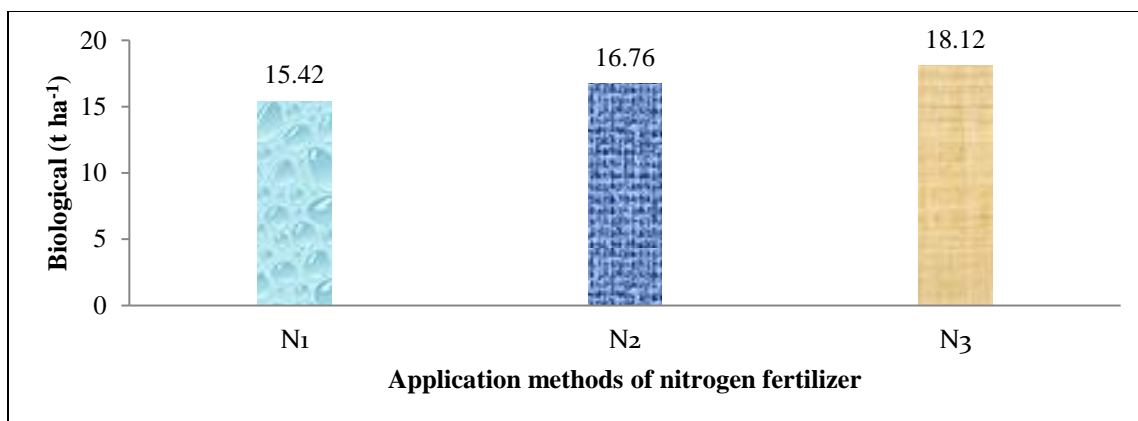 Biological (t ha⁻¹)
20
15
10
5
0
15.42
16.76
18.12
N1
N2
N3
Application methods of nitrogen fertilizer